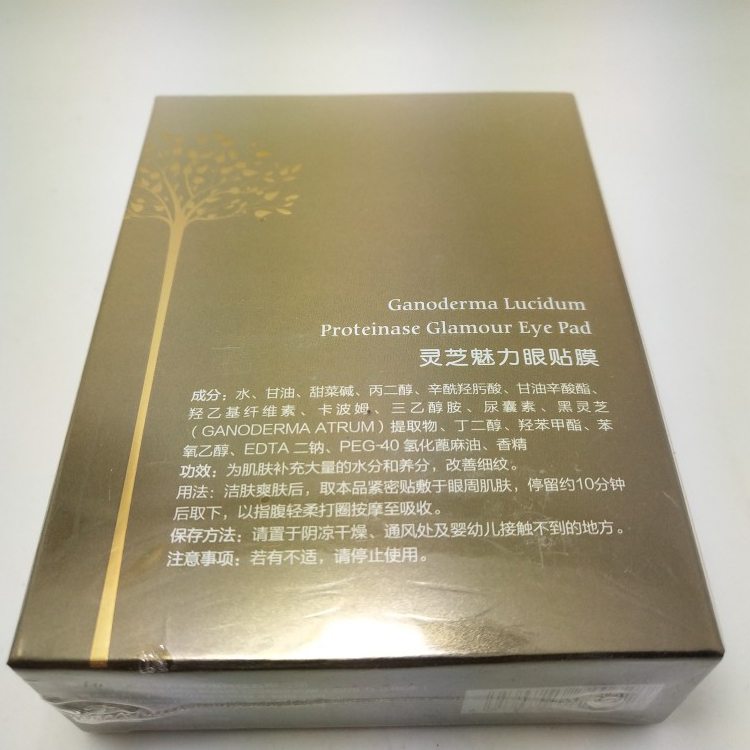 Ganoderma Lucidum
Proteinase Glamour Eye Pad
灵芝魅力眼贴膜
成分：水、甘油、甜菜碱、丙二醇、辛酰羟肟酸、甘油辛酸酯、
羟乙基纤维素、卡波姆、三乙醇胺、尿囊素、黑灵芝
（GANODERMA ATRUM）提取物、丁二醇、羟苯甲酯、苯
氧乙醇、EDTA 二钠、PEG-40 氢化蓖麻油、香精
功效：为肌肤补充大量的水分和养分，改善细纹。
用法：洁肤爽肤后，取本品紧密贴敷于眼周肌肤，停留约10分钟
后取下，以指腹轻柔打圈按摩至吸收。
保存方法：请置于阴凉干燥、通风处及婴幼儿接触不到的地方。
注意事项：若有不适，请停止使用。